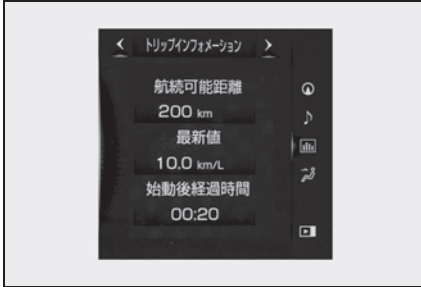 トリップインフォメーション
航続可能距離
200 km
最新値
10.0 km/L
始動後経過時間
00:20